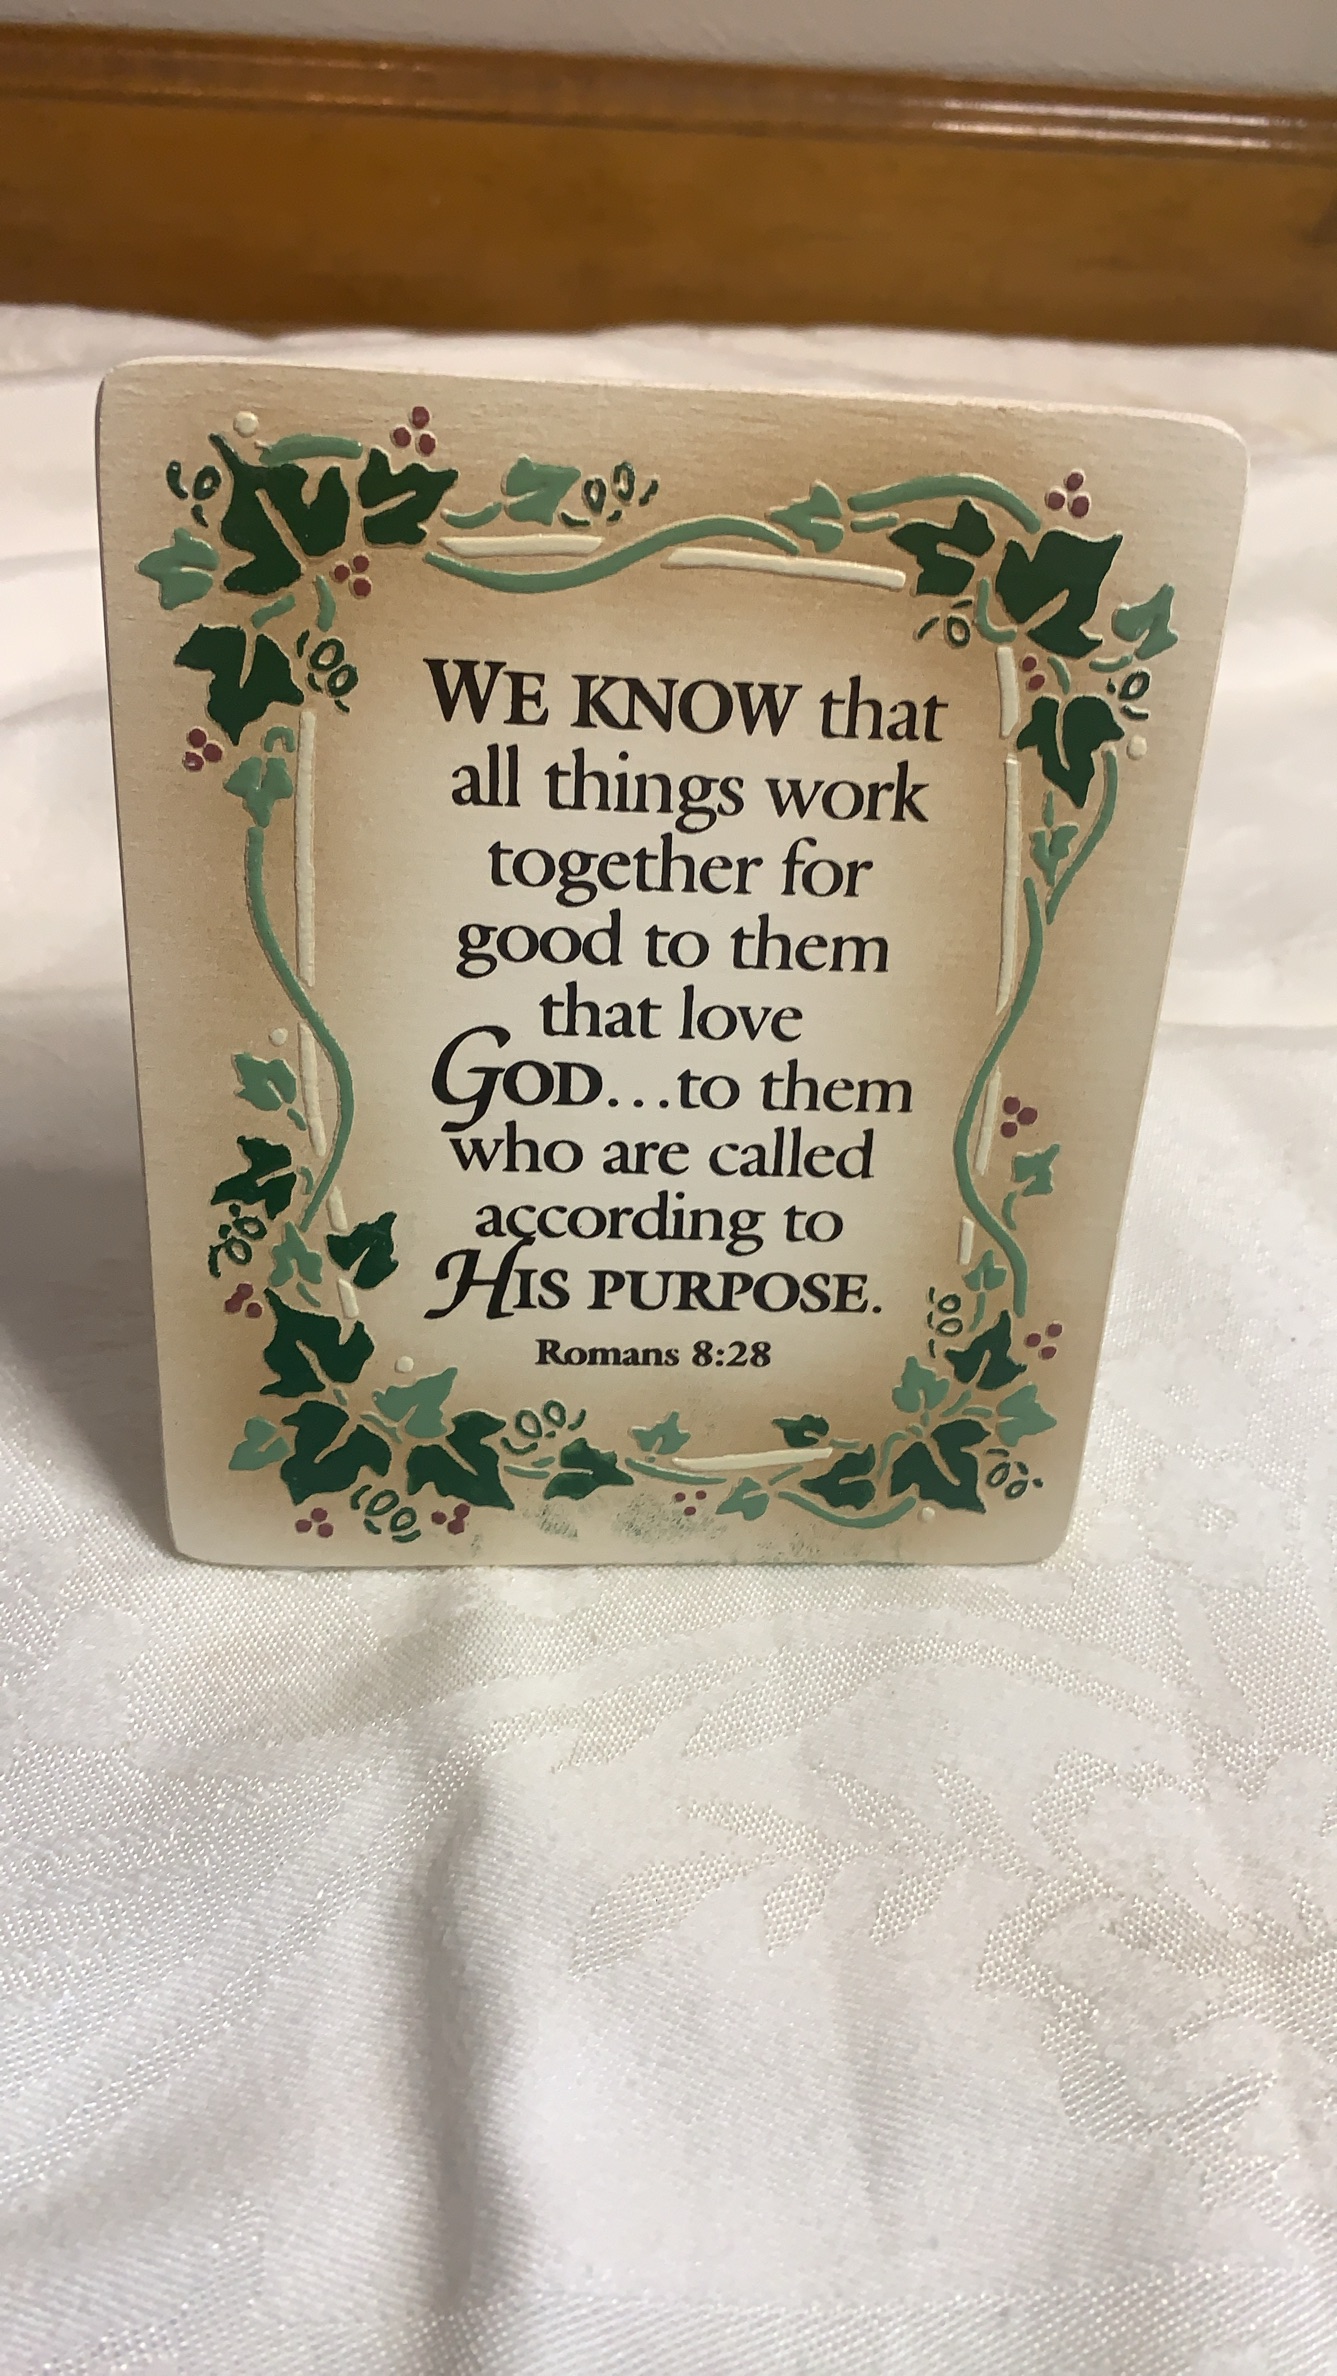 WE KNOW that
all things work
together for
good to them
that love
GOD...to them
who are called
according to
HIS PURPOSE.
Romans 8:28